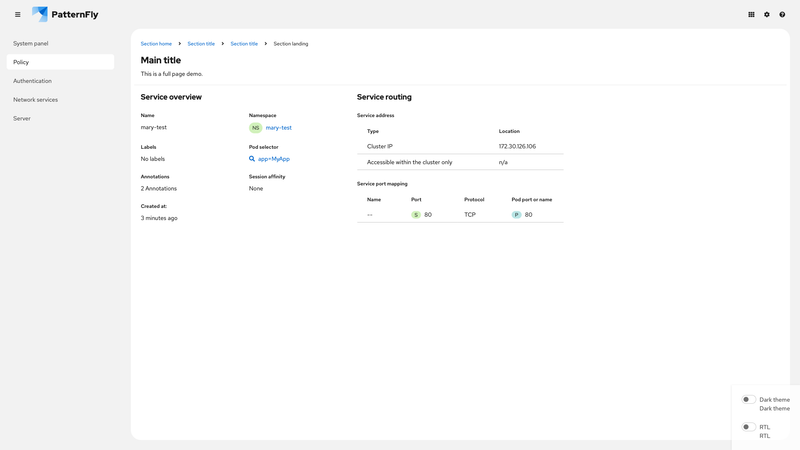 PatternFly
System panel
Policy
Authentication
Network services
Server
Section home > Section title > Section title > Section landing
Main title
This is a full page demo.
Service overview
Name
mary-test
Namespace
NS mary-test
Labels
No labels
Pod selector
app=MyApp
Annotations
2 Annotations
Session affinity
None
Created at:
3 minutes ago
Service routing
Service address
Type Location
Cluster IP 172.30.126.106
Accessible within the cluster only n/a
Service port mapping
Name Port Protocol Pod port or name
-- S 80 TCP P 80
Dark theme
Dark theme
RTL
RTL